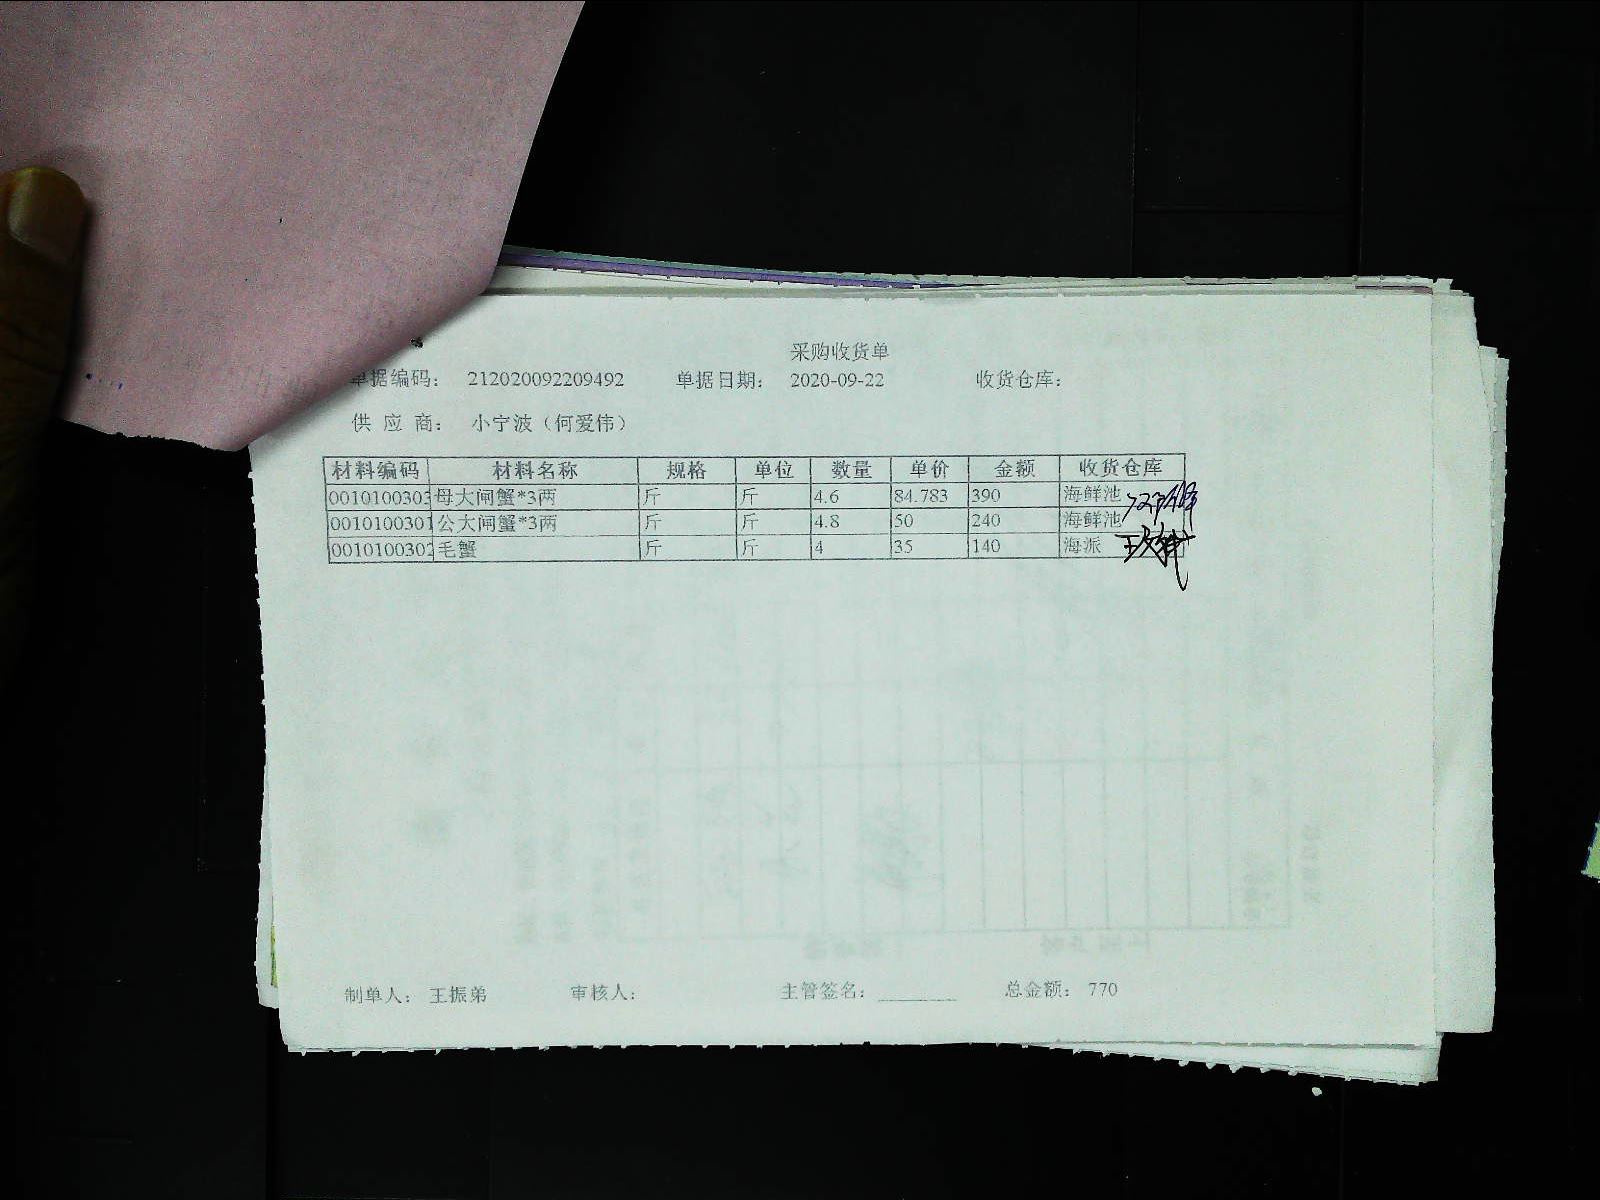 采购收货单
单据编码： 212020092209492 单据日期： 2020-09-22 收货仓库：
供 应 商： 小宁波（何爱伟）
材料编码 材料名称 规格 单位 数量 单价 金额 收货仓库
0010100303 母大闸蟹*3两 斤 斤 4.6 84.783 390 海鲜池
0010100301 公大闸蟹*3两 斤 斤 4.8 50 240 海鲜池
0010100302 毛蟹 斤 斤 4 35 140 海派
制单人： 王振弟 审核人： 主管签名： 总金额： 770